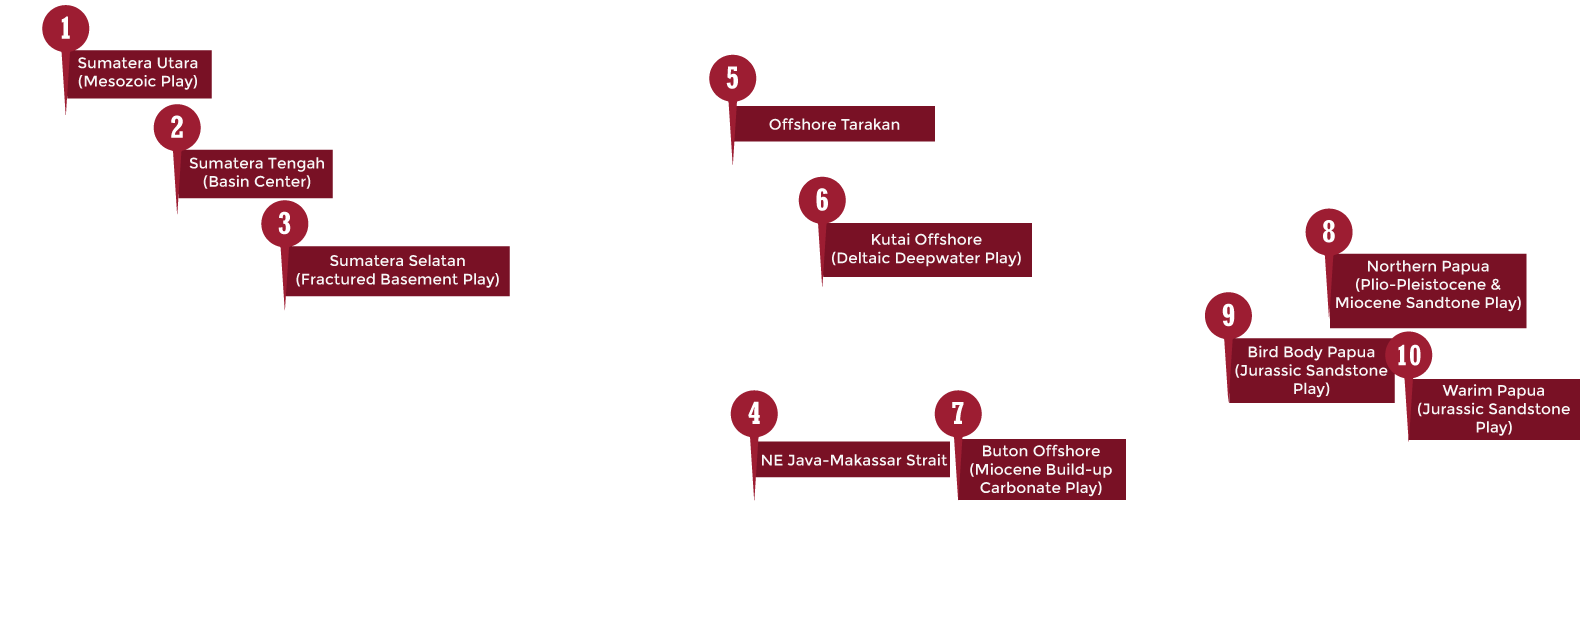 1
Sumatera Utara
(Mesozoic Play)
2
Sumatera Tengah
(Basin Center)
3
Sumatera Selatan
(Fractured Basement Play)
4
NE Java-Makassar Strait
5
Offshore Tarakan
6
Kutai Offshore
(Deltaic Deepwater Play)
7
Buton Offshore
(Miocene Build-up
Carbonate Play)
8
Northern Papua
(Plio-Pleistocene &
Miocene Sandtone Play)
9
Bird Body Papua
(Jurassic Sandstone
Play)
10
Warim Papua
(Jurassic Sandstone
Play)